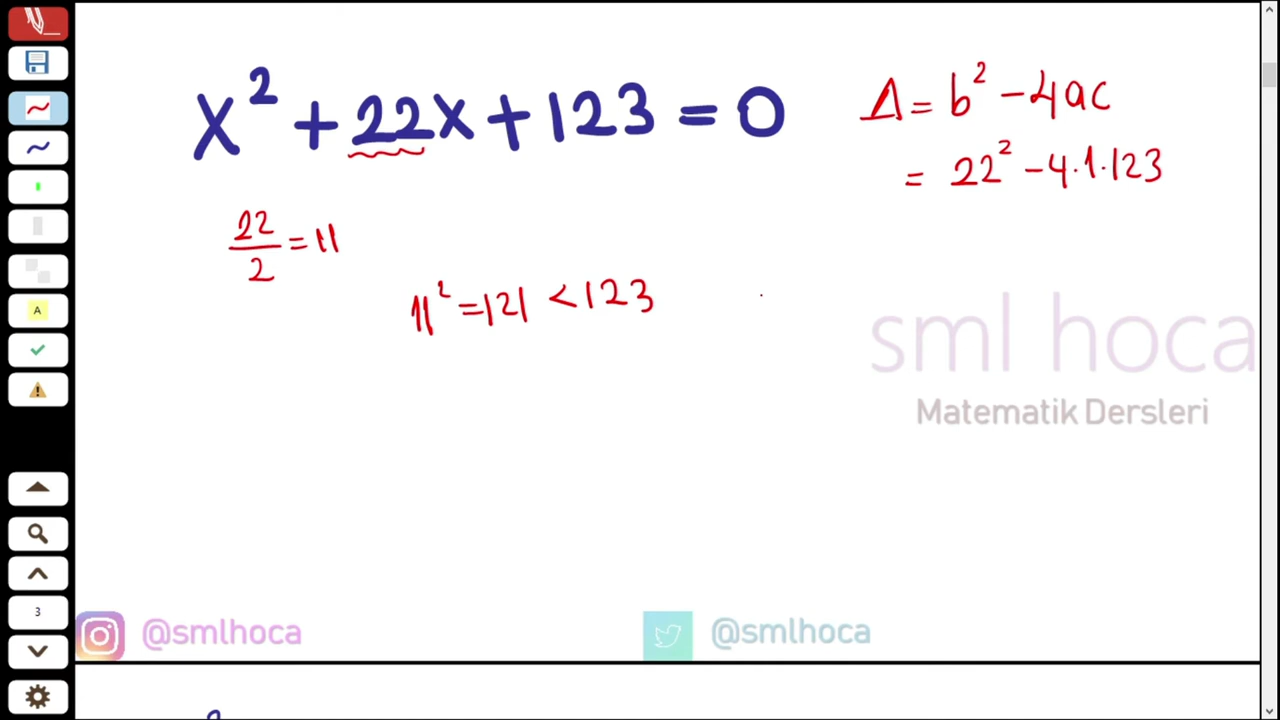 x² + 22x + 123 = 0
Δ = b² - 4ac
= 22² - 4·1·123
22/2 = 11
11² = 121 < 123
sml hoca
Matematik Dersleri
A
3
@smlhoca
@smlhoca